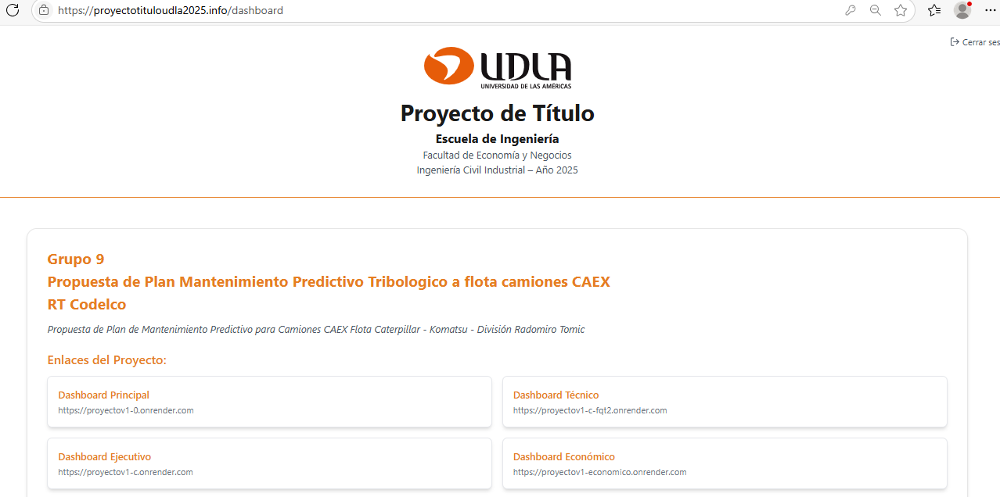 https://proyectotituloudla2025.info/dashboard
Cerrar ses
UDLA
UNIVERSIDAD DE LAS AMÉRICAS
Proyecto de Título
Escuela de Ingeniería
Facultad de Economía y Negocios
Ingeniería Civil Industrial – Año 2025
Grupo 9
Propuesta de Plan Mantenimiento Predictivo Tribologico a flota camiones CAEX
RT Codelco
Propuesta de Plan de Mantenimiento Predictivo para Camiones CAEX Flota Caterpillar - Komatsu - División Radomiro Tomic
Enlaces del Proyecto:
Dashboard Principal
https://proyectov1-0.onrender.com
Dashboard Técnico
https://proyectov1-c-fqt2.onrender.com
Dashboard Ejecutivo
https://proyectov1-c.onrender.com
Dashboard Económico
https://proyectov1-economico.onrender.com